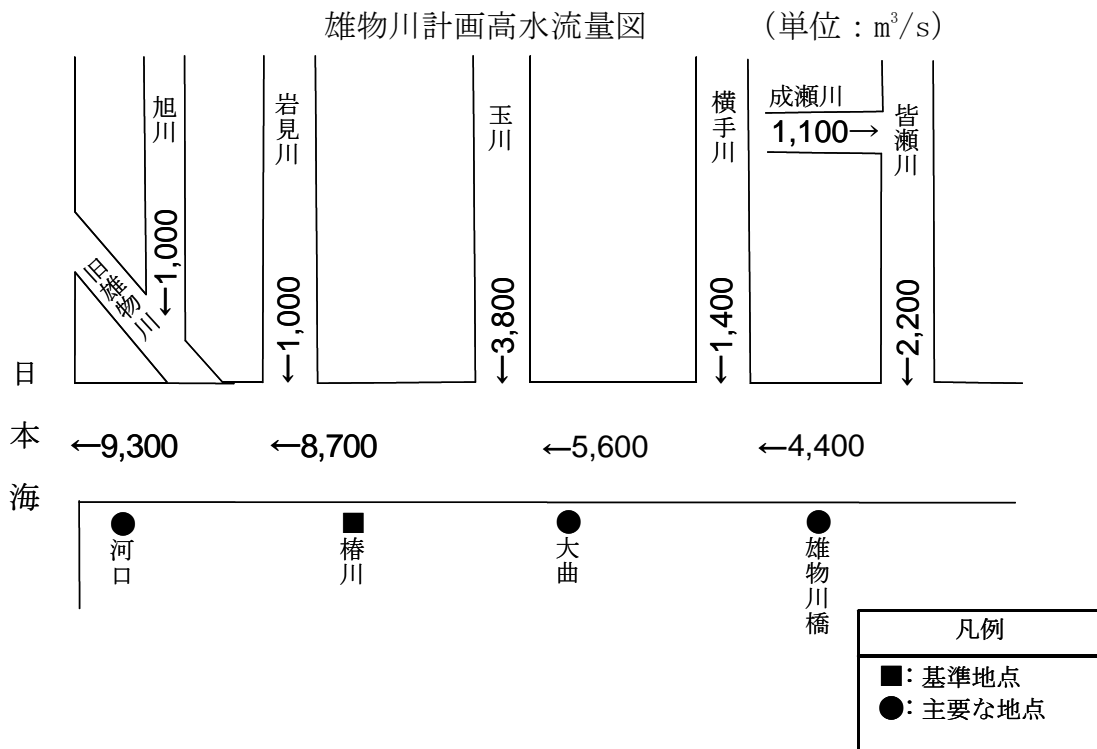 雄物川計画高水流量図 (単位:m³/s)
旭川
岩見川
玉川
横手川
成瀬川
1,100→
皆瀬川
旧雄物川
←1,000
←1,000
←3,800
←1,400
←2,200
日本海
←9,300
←8,700
←5,600
←4,400
●河口
■椿川
●大曲
●雄物川橋
凡例
■:基準地点
●:主要な地点